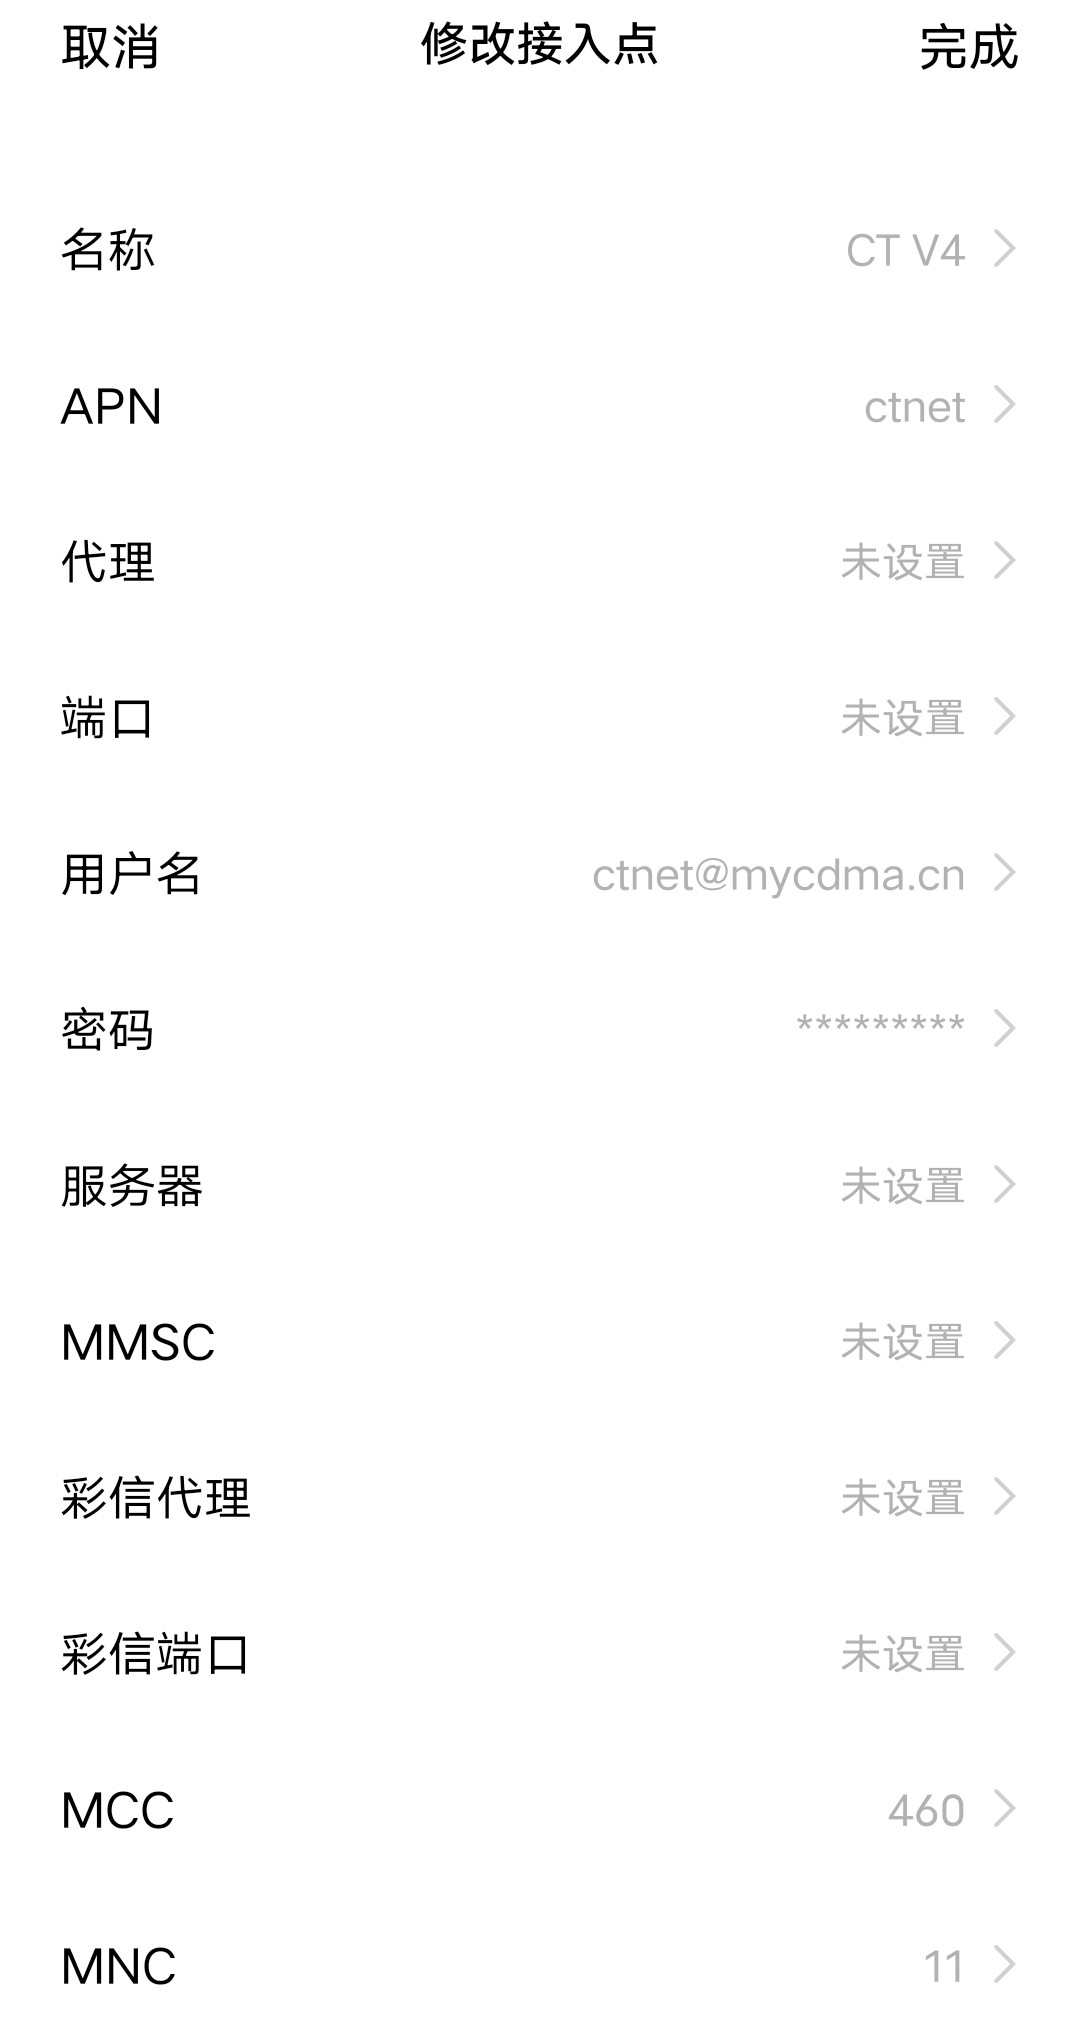 取消 修改接入点 完成
名称 CT V4
APN ctnet
代理 未设置
端口 未设置
用户名 ctnet@mycdma.cn
密码 *********
服务器 未设置
MMSC 未设置
彩信代理 未设置
彩信端口 未设置
MCC 460
MNC 11